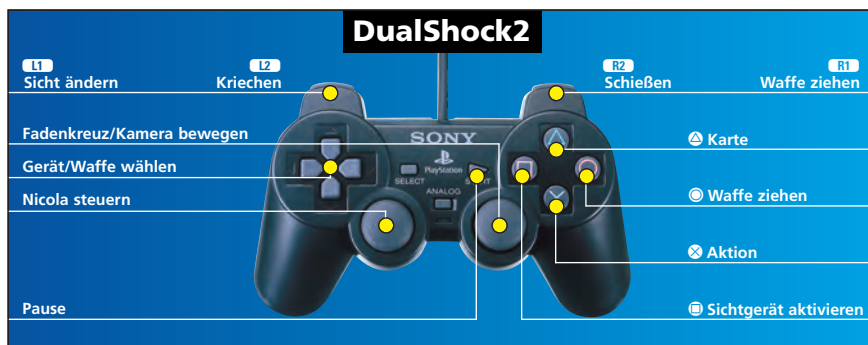 DualShock2
L1 L2 R2 R1
Sicht ändern Kriechen Schießen Waffe ziehen
Fadenkreuz/Kamera bewegen
SONY
Karte
Gerät/Waffe wählen
PlayStation
SELECT
ANALOG
Nicola steuern
Waffe ziehen
Aktion
Pause
Sichtgerät aktivieren